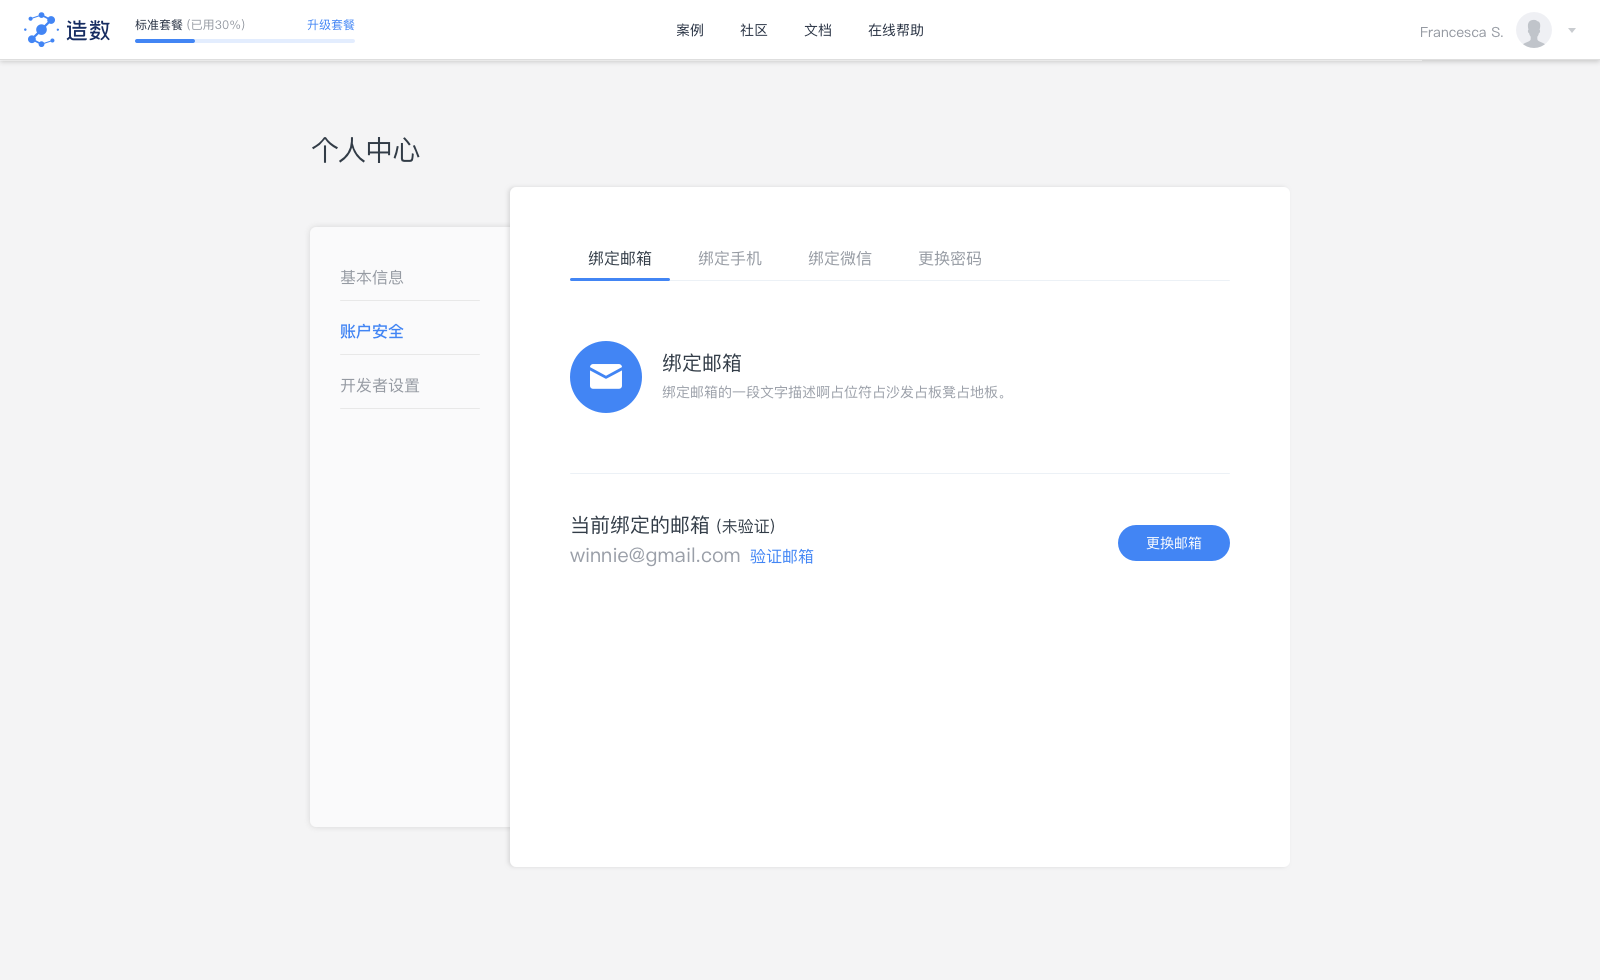 造数
标准套餐 (已用30%) 升级套餐
案例 社区 文档 在线帮助
Francesca S.
个人中心
基本信息
账户安全
开发者设置
绑定邮箱 绑定手机 绑定微信 更换密码
绑定邮箱
绑定邮箱的一段文字描述啊占位符占沙发占板凳占地板。
当前绑定的邮箱 (未验证)
winnie@gmail.com 验证邮箱
更换邮箱